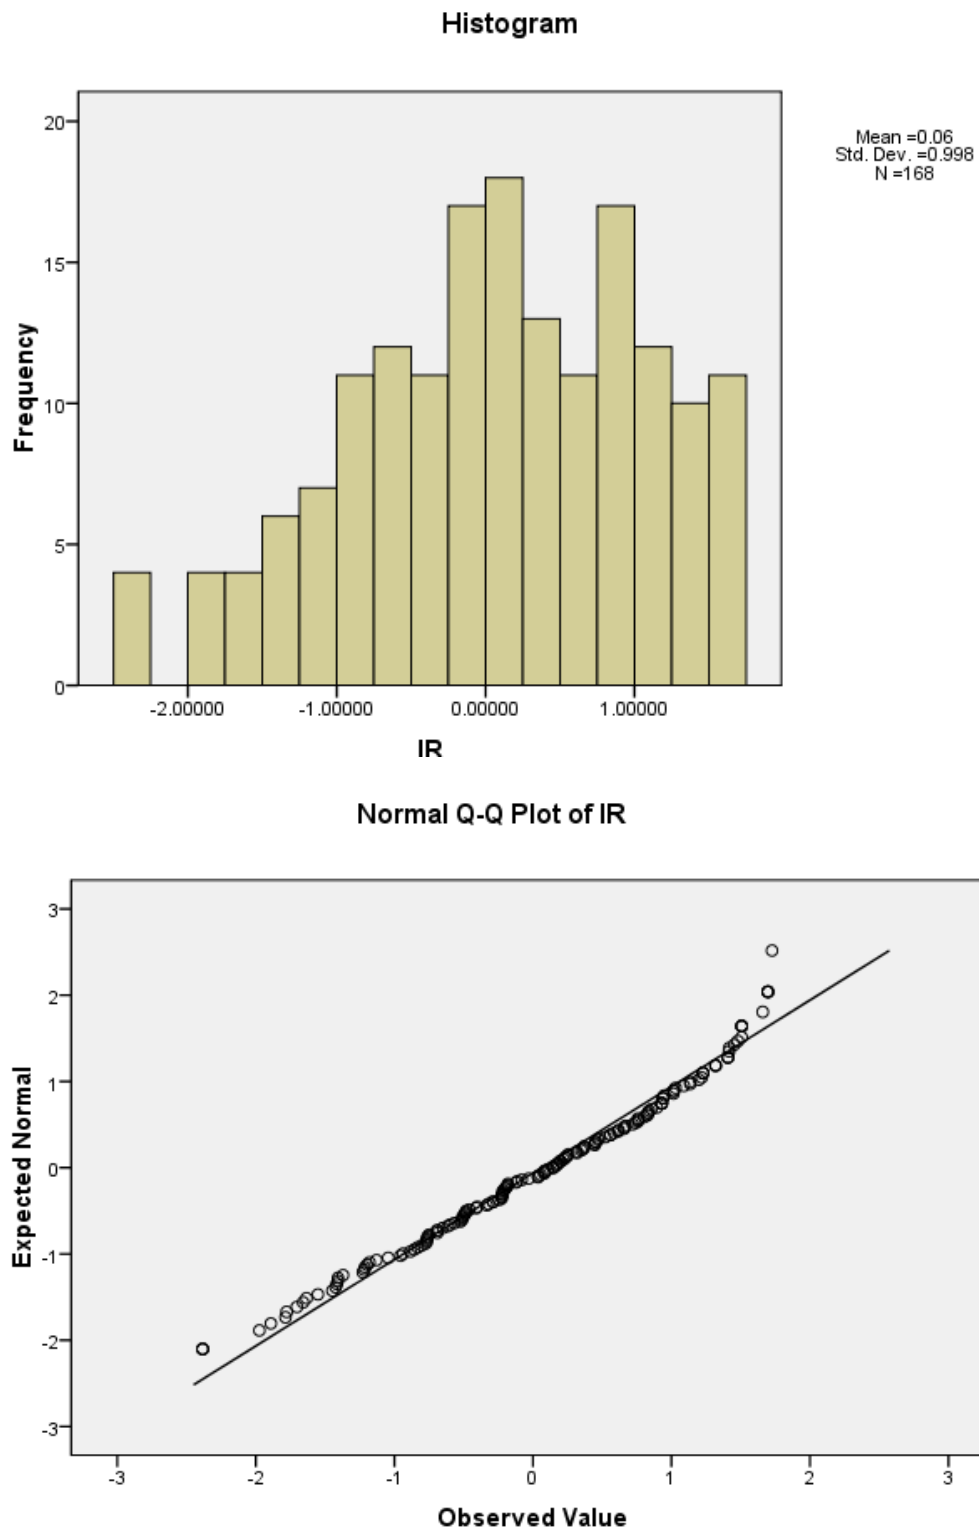 Histogram
Mean =0.06
Std. Dev. =0.998
N =168
20
15
10
5
0
Frequency
-2.00000 -1.00000 0.00000 1.00000
IR
Normal Q-Q Plot of IR
3
2
1
0
-1
-2
-3
Expected Normal
-3 -2 -1 0 1 2 3
Observed Value